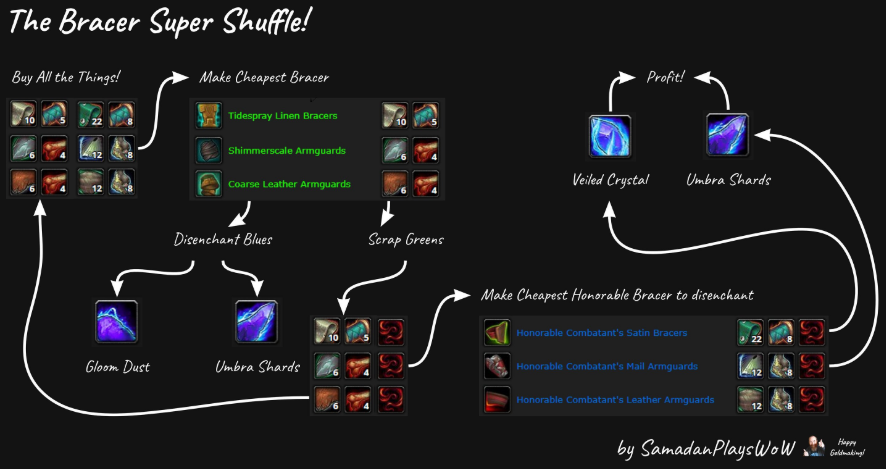 The Bracer Super Shuffle!
Buy All the Things!
Make Cheapest Bracer
Profit!
10 5 22 8
6 4 12 8
6 4 12 8
Tidespray Linen Bracers 10 5
Shimmerscale Armguards 6 4
Coarse Leather Armguards 6 4
Veiled Crystal
Umbra Shards
Disenchant Blues
Scrap Greens
Gloom Dust
Umbra Shards
10 5
6 4
6 4
Make Cheapest Honorable Bracer to disenchant
Honorable Combatant's Satin Bracers 22 8
Honorable Combatant's Mail Armguards 12 8
Honorable Combatant's Leather Armguards 12 8
by SamadanPlaysWoW
Happy
Goldmaking!